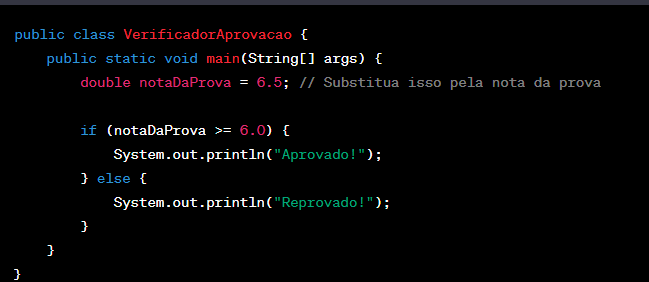 public class VerificadorAprovacao {
    public static void main(String[] args) {
        double notaDaProva = 6.5; // Substitua isso pela nota da prova

        if (notaDaProva >= 6.0) {
            System.out.println("Aprovado!");
        } else {
            System.out.println("Reprovado!");
        }
    }
}